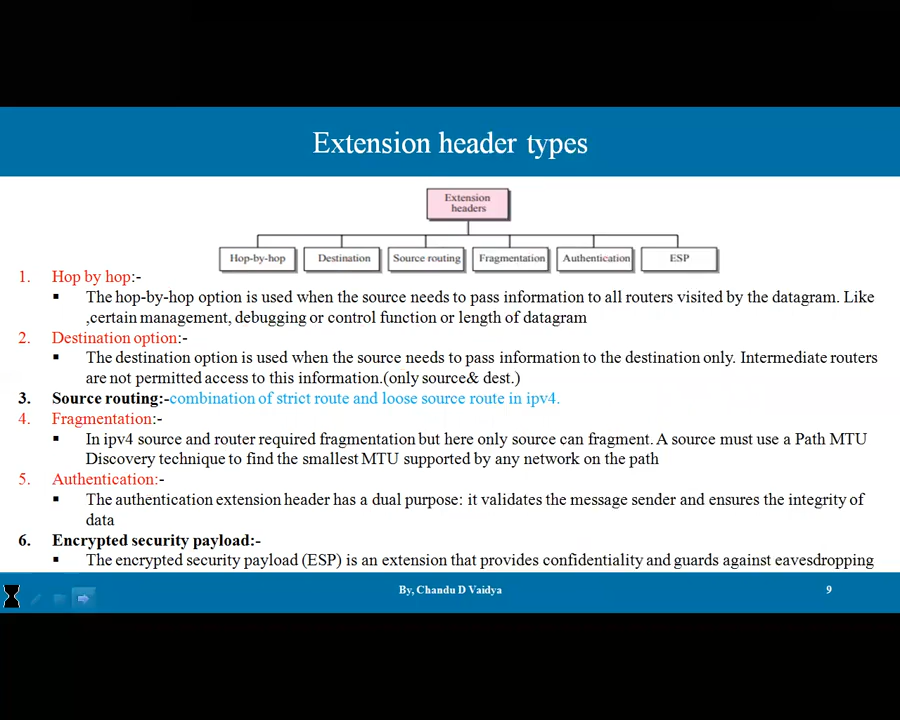 Extension header types
Extension
headers
Hop-by-hop
Destination
Source routing
Fragmentation
Authentication
ESP
1. Hop by hop:-
▪ The hop-by-hop option is used when the source needs to pass information to all routers visited by the datagram. Like
,certain management, debugging or control function or length of datagram
2. Destination option:-
▪ The destination option is used when the source needs to pass information to the destination only. Intermediate routers
are not permitted access to this information.(only source& dest.)
3. Source routing:-combination of strict route and loose source route in ipv4.
4. Fragmentation:-
▪ In ipv4 source and router required fragmentation but here only source can fragment. A source must use a Path MTU
Discovery technique to find the smallest MTU supported by any network on the path
5. Authentication:-
▪ The authentication extension header has a dual purpose: it validates the message sender and ensures the integrity of
data
6. Encrypted security payload:-
▪ The encrypted security payload (ESP) is an extension that provides confidentiality and guards against eavesdropping
By, Chandu D Vaidya
9